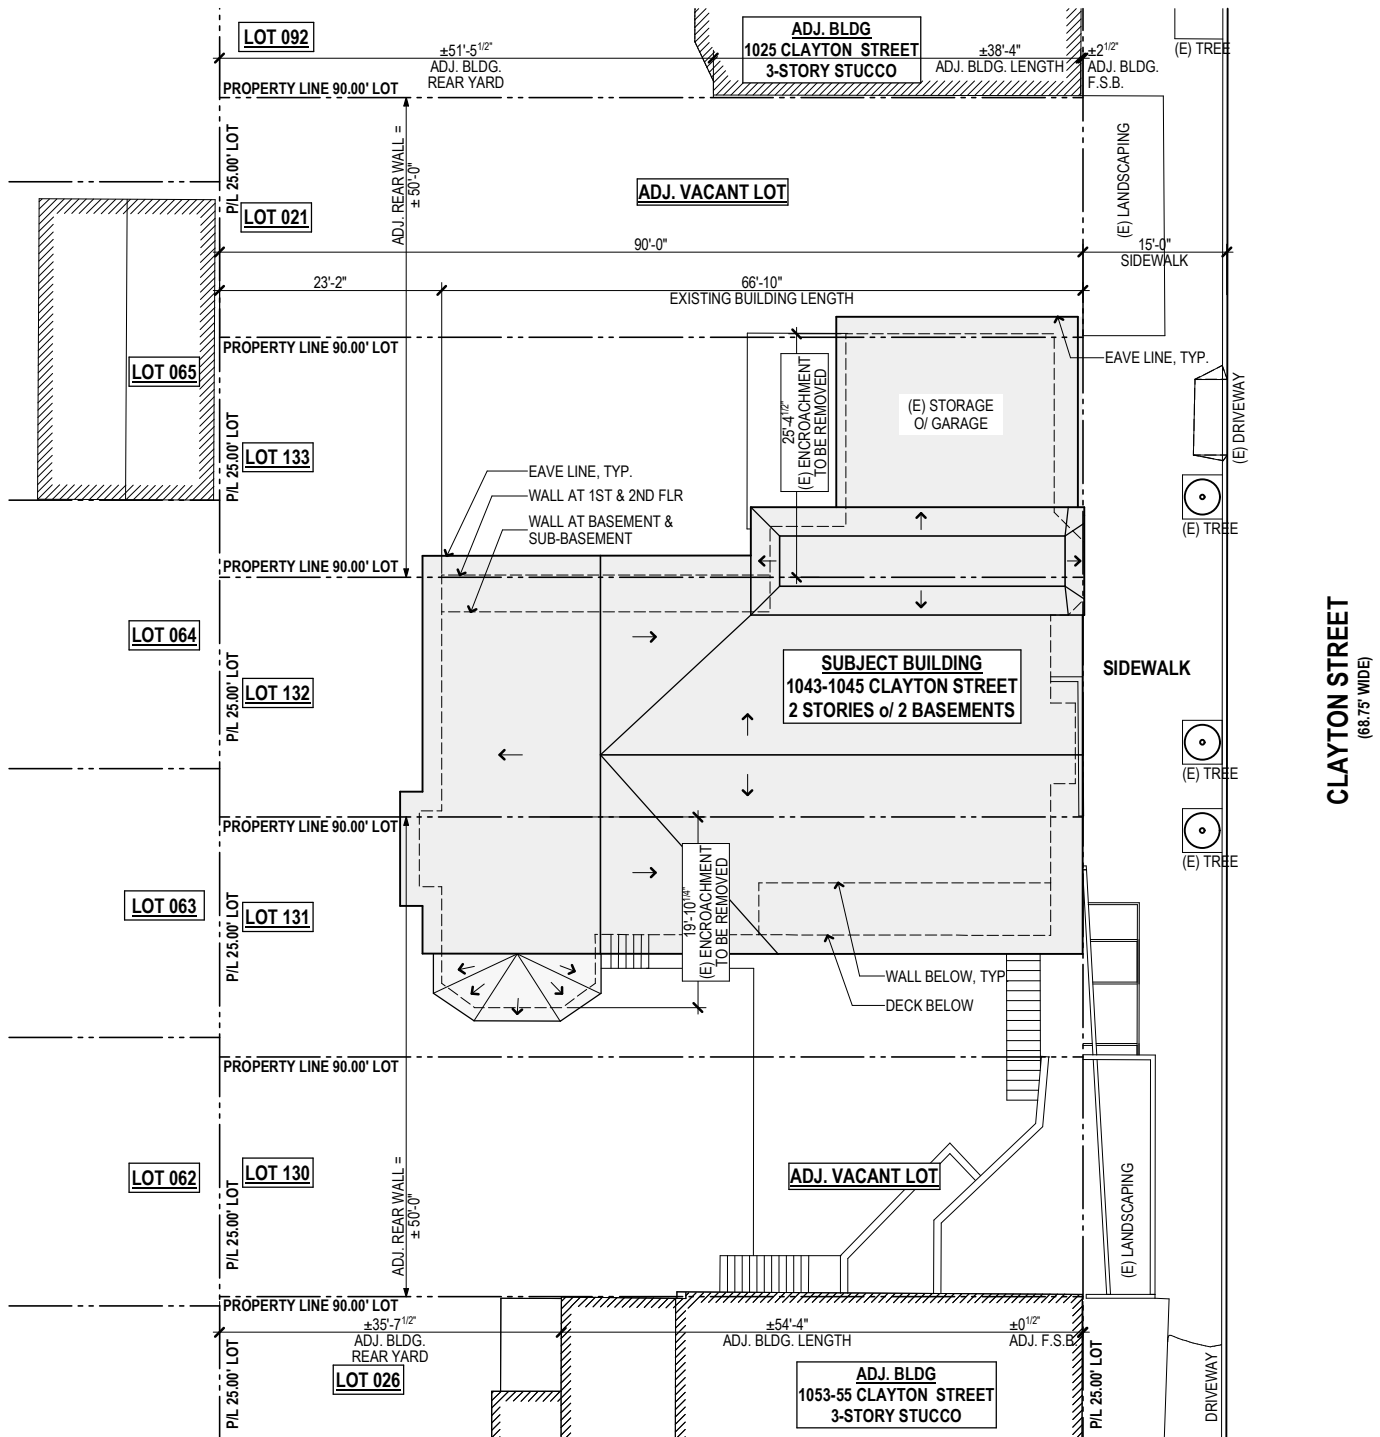 LOT 092
±51'-5 1/2"
ADJ. BLDG.
REAR YARD
ADJ. BLDG
1025 CLAYTON STREET
3-STORY STUCCO
±38'-4"
ADJ. BLDG. LENGTH
±2 1/2"
ADJ. BLDG.
F.S.B.
(E) TREE
PROPERTY LINE 90.00' LOT
P/L 25.00' LOT
LOT 021
ADJ. REAR WALL =
± 50'-0"
ADJ. VACANT LOT
(E) LANDSCAPING
90'-0"
15'-0"
SIDEWALK
23'-2"
66'-10"
EXISTING BUILDING LENGTH
PROPERTY LINE 90.00' LOT
EAVE LINE, TYP.
LOT 065
25'-4 1/2"
(E) ENCROACHMENT
TO BE REMOVED
(E) STORAGE
O/ GARAGE
(E) DRIVEWAY
P/L 25.00' LOT
LOT 133
EAVE LINE, TYP.
WALL AT 1ST & 2ND FLR
WALL AT BASEMENT &
SUB-BASEMENT
(E) TREE
PROPERTY LINE 90.00' LOT
LOT 064
P/L 25.00' LOT
LOT 132
SUBJECT BUILDING
1043-1045 CLAYTON STREET
2 STORIES o/ 2 BASEMENTS
SIDEWALK
CLAYTON STREET
(68.75' WIDE)
(E) TREE
PROPERTY LINE 90.00' LOT
(E) TREE
LOT 063
P/L 25.00' LOT
LOT 131
19'-10 1/4"
(E) ENCROACHMENT
TO BE REMOVED
WALL BELOW, TYP
DECK BELOW
PROPERTY LINE 90.00' LOT
LOT 062
P/L 25.00' LOT
LOT 130
ADJ. REAR WALL =
± 50'-0"
ADJ. VACANT LOT
(E) LANDSCAPING
PROPERTY LINE 90.00' LOT
±35'-7 1/2"
ADJ. BLDG.
REAR YARD
±54'-4"
ADJ. BLDG. LENGTH
±0 1/2"
ADJ. F.S.B.
P/L 25.00' LOT
LOT 026
ADJ. BLDG
1053-55 CLAYTON STREET
3-STORY STUCCO
P/L 25.00' LOT
DRIVEWAY